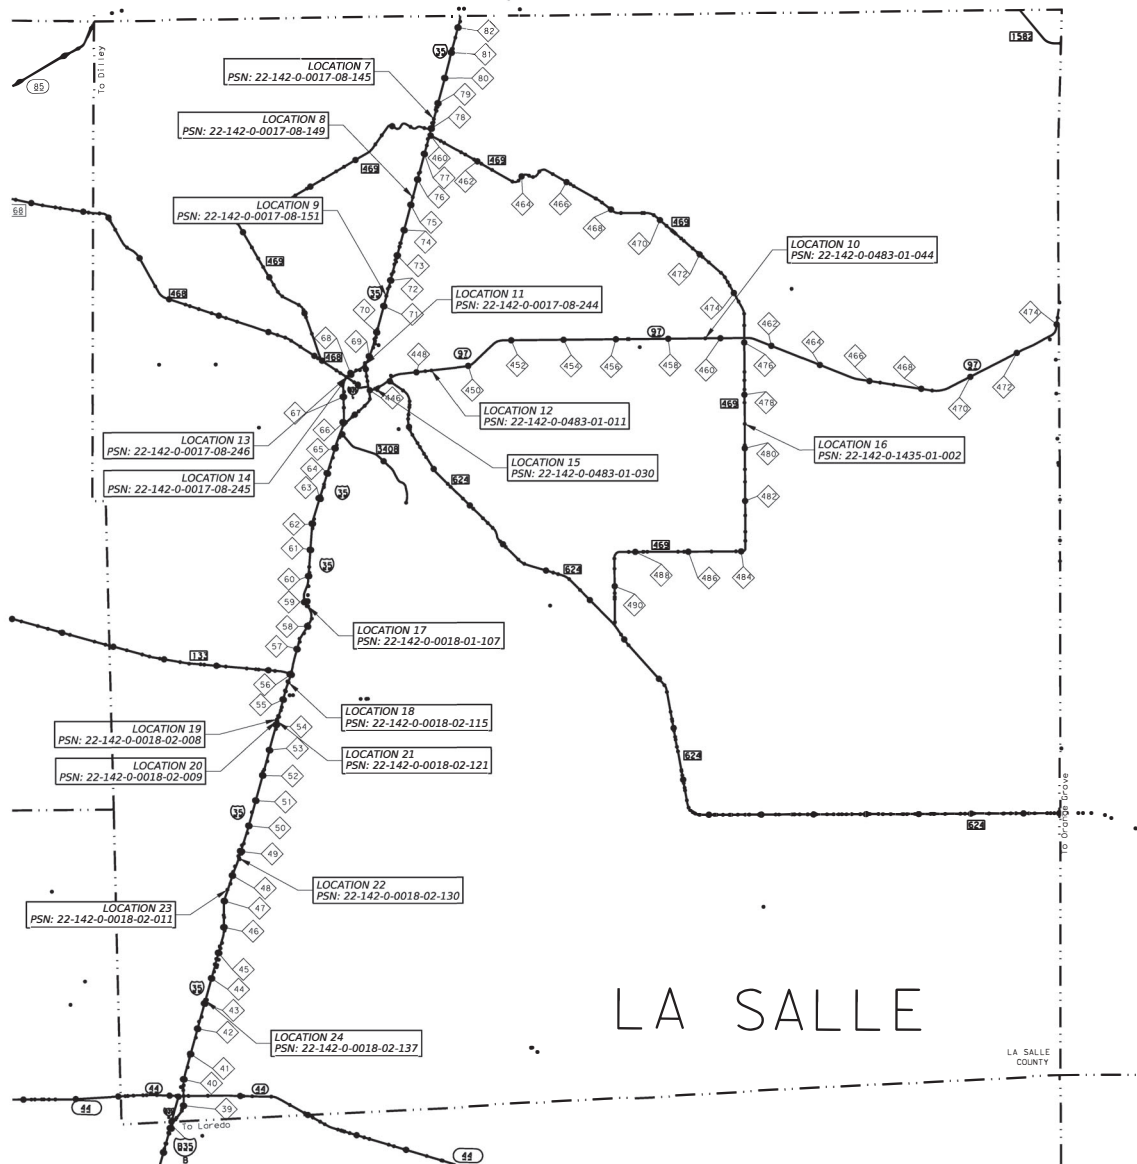 82
35
81
1582
To Dilley
85
LOCATION 7
PSN: 22-142-0-0017-08-145
80
79
78
LOCATION 8
PSN: 22-142-0-0017-08-149
460
469
462
469
77
76
464
466
68
LOCATION 9
PSN: 22-142-0-0017-08-151
75
468
469
470
74
LOCATION 10
PSN: 22-142-0-0483-01-044
469
73
472
468
35
72
LOCATION 11
PSN: 22-142-0-0017-08-244
474
474
71
70
68
69
97
462
448
97
452
454
456
458
460
476
464
466
468
97
472
468
450
470
67
446
469
478
LOCATION 12
PSN: 22-142-0-0483-01-011
66
LOCATION 13
PSN: 22-142-0-0017-08-246
65
3408
LOCATION 16
PSN: 22-142-0-1435-01-002
480
LOCATION 15
PSN: 22-142-0-0483-01-030
64
LOCATION 14
PSN: 22-142-0-0017-08-245
63
35
624
482
62
61
469
488
486
484
60
35
624
59
490
58
LOCATION 17
PSN: 22-142-0-0018-01-107
57
133
56
55
LOCATION 18
PSN: 22-142-0-0018-02-115
LOCATION 19
PSN: 22-142-0-0018-02-008
54
53
LOCATION 21
PSN: 22-142-0-0018-02-121
LOCATION 20
PSN: 22-142-0-0018-02-009
624
52
51
35
50
624
To Orange Grove
49
48
LOCATION 22
PSN: 22-142-0-0018-02-130
LOCATION 23
PSN: 22-142-0-0018-02-011
47
46
45
44
35
43
LA SALLE
42
LOCATION 24
PSN: 22-142-0-0018-02-137
LA SALLE
COUNTY
41
40
44
44
44
39
To Laredo
B35
B
44